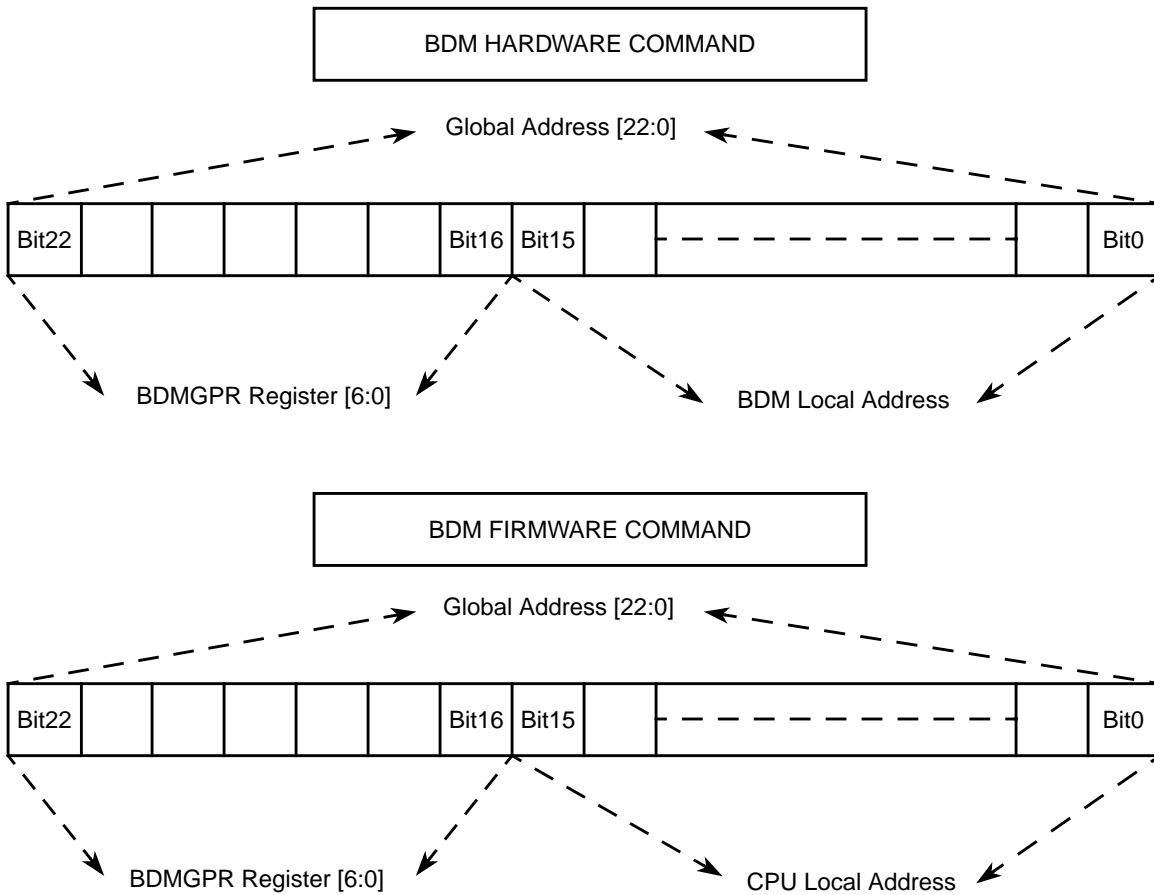 BDM HARDWARE COMMAND
Global Address [22:0]
Bit22 Bit16 Bit15 Bit0
BDMGPR Register [6:0] BDM Local Address
BDM FIRMWARE COMMAND
Global Address [22:0]
Bit22 Bit16 Bit15 Bit0
BDMGPR Register [6:0] CPU Local Address